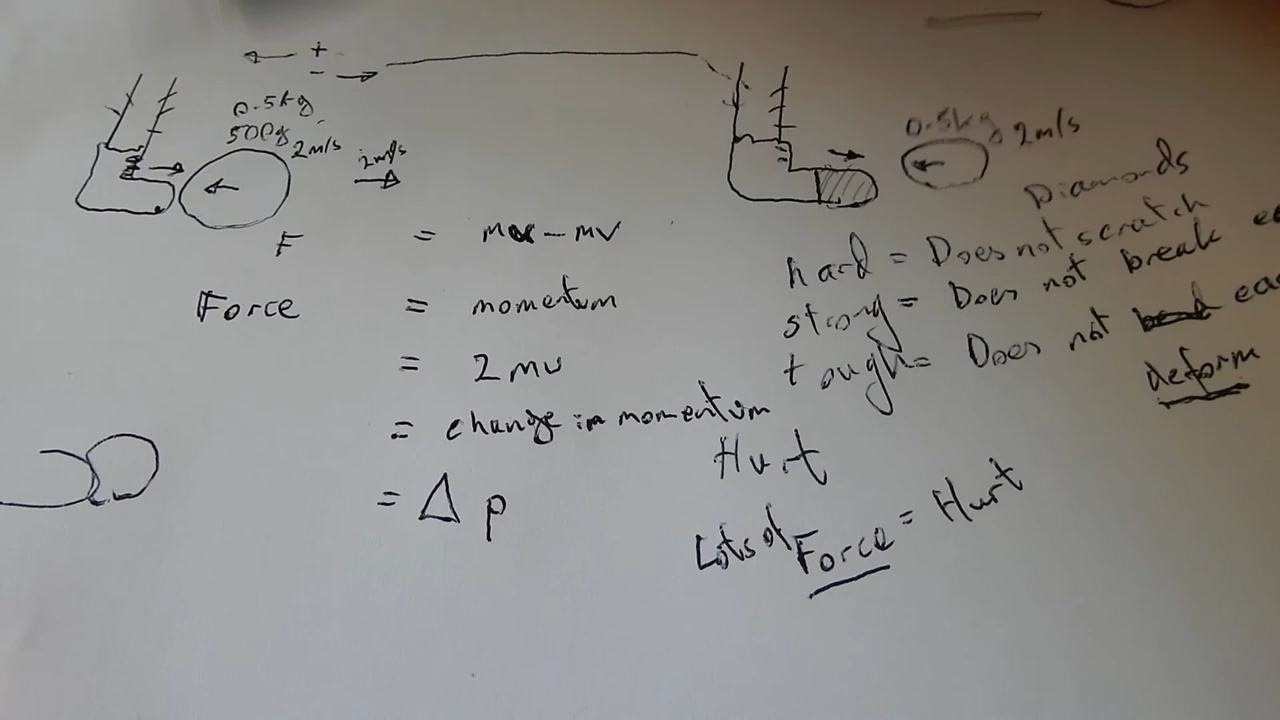 +
-
0.5kg
500g
2m/s
2m/s
0.5kg
2m/s
F = - mv
Force = momentum
= 2mv
= change in momentum
= Δp
Diamonds
hard = Does not scratch
strong = Does not break
tough = Does not
deform
Hurt
Lots of Force = Hurt